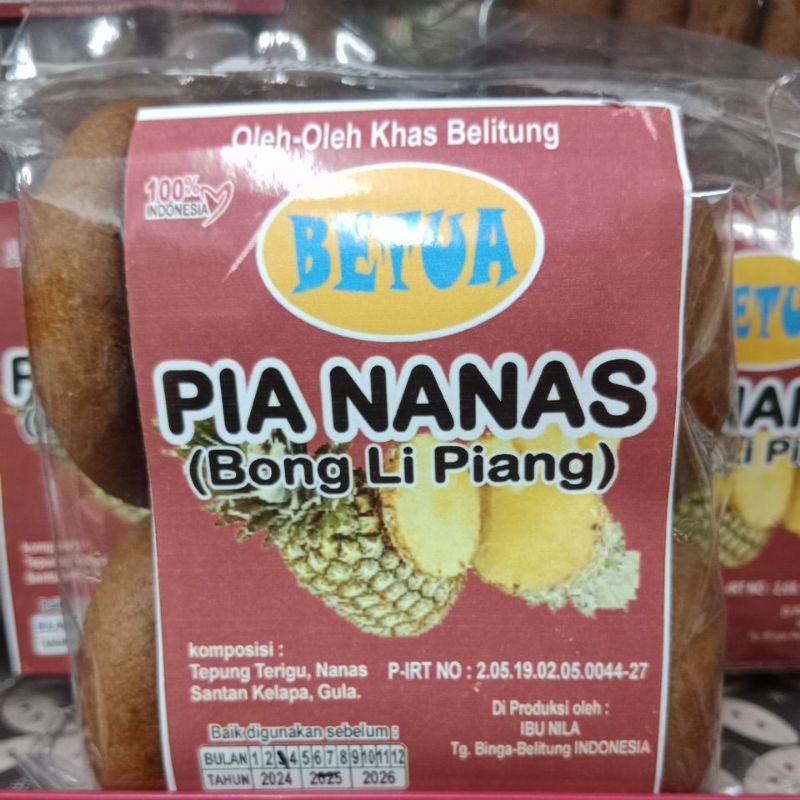 Oleh-Oleh Khas Belitung
100%
INDONESIA
BETUA
PIA NANAS
(Bong Li Piang)
komposisi :
Tepung Terigu, Nanas
Santan Kelapa, Gula.
P-IRT NO : 2.05.19.02.05.0044-27
Di Produksi oleh :
IBU NILA
Tg. Binga-Belitung INDONESIA
Baik digunakan sebelum :
BULAN 1 2 3 4 5 6 7 8 9 10 11 12
TAHUN 2024 2025 2026